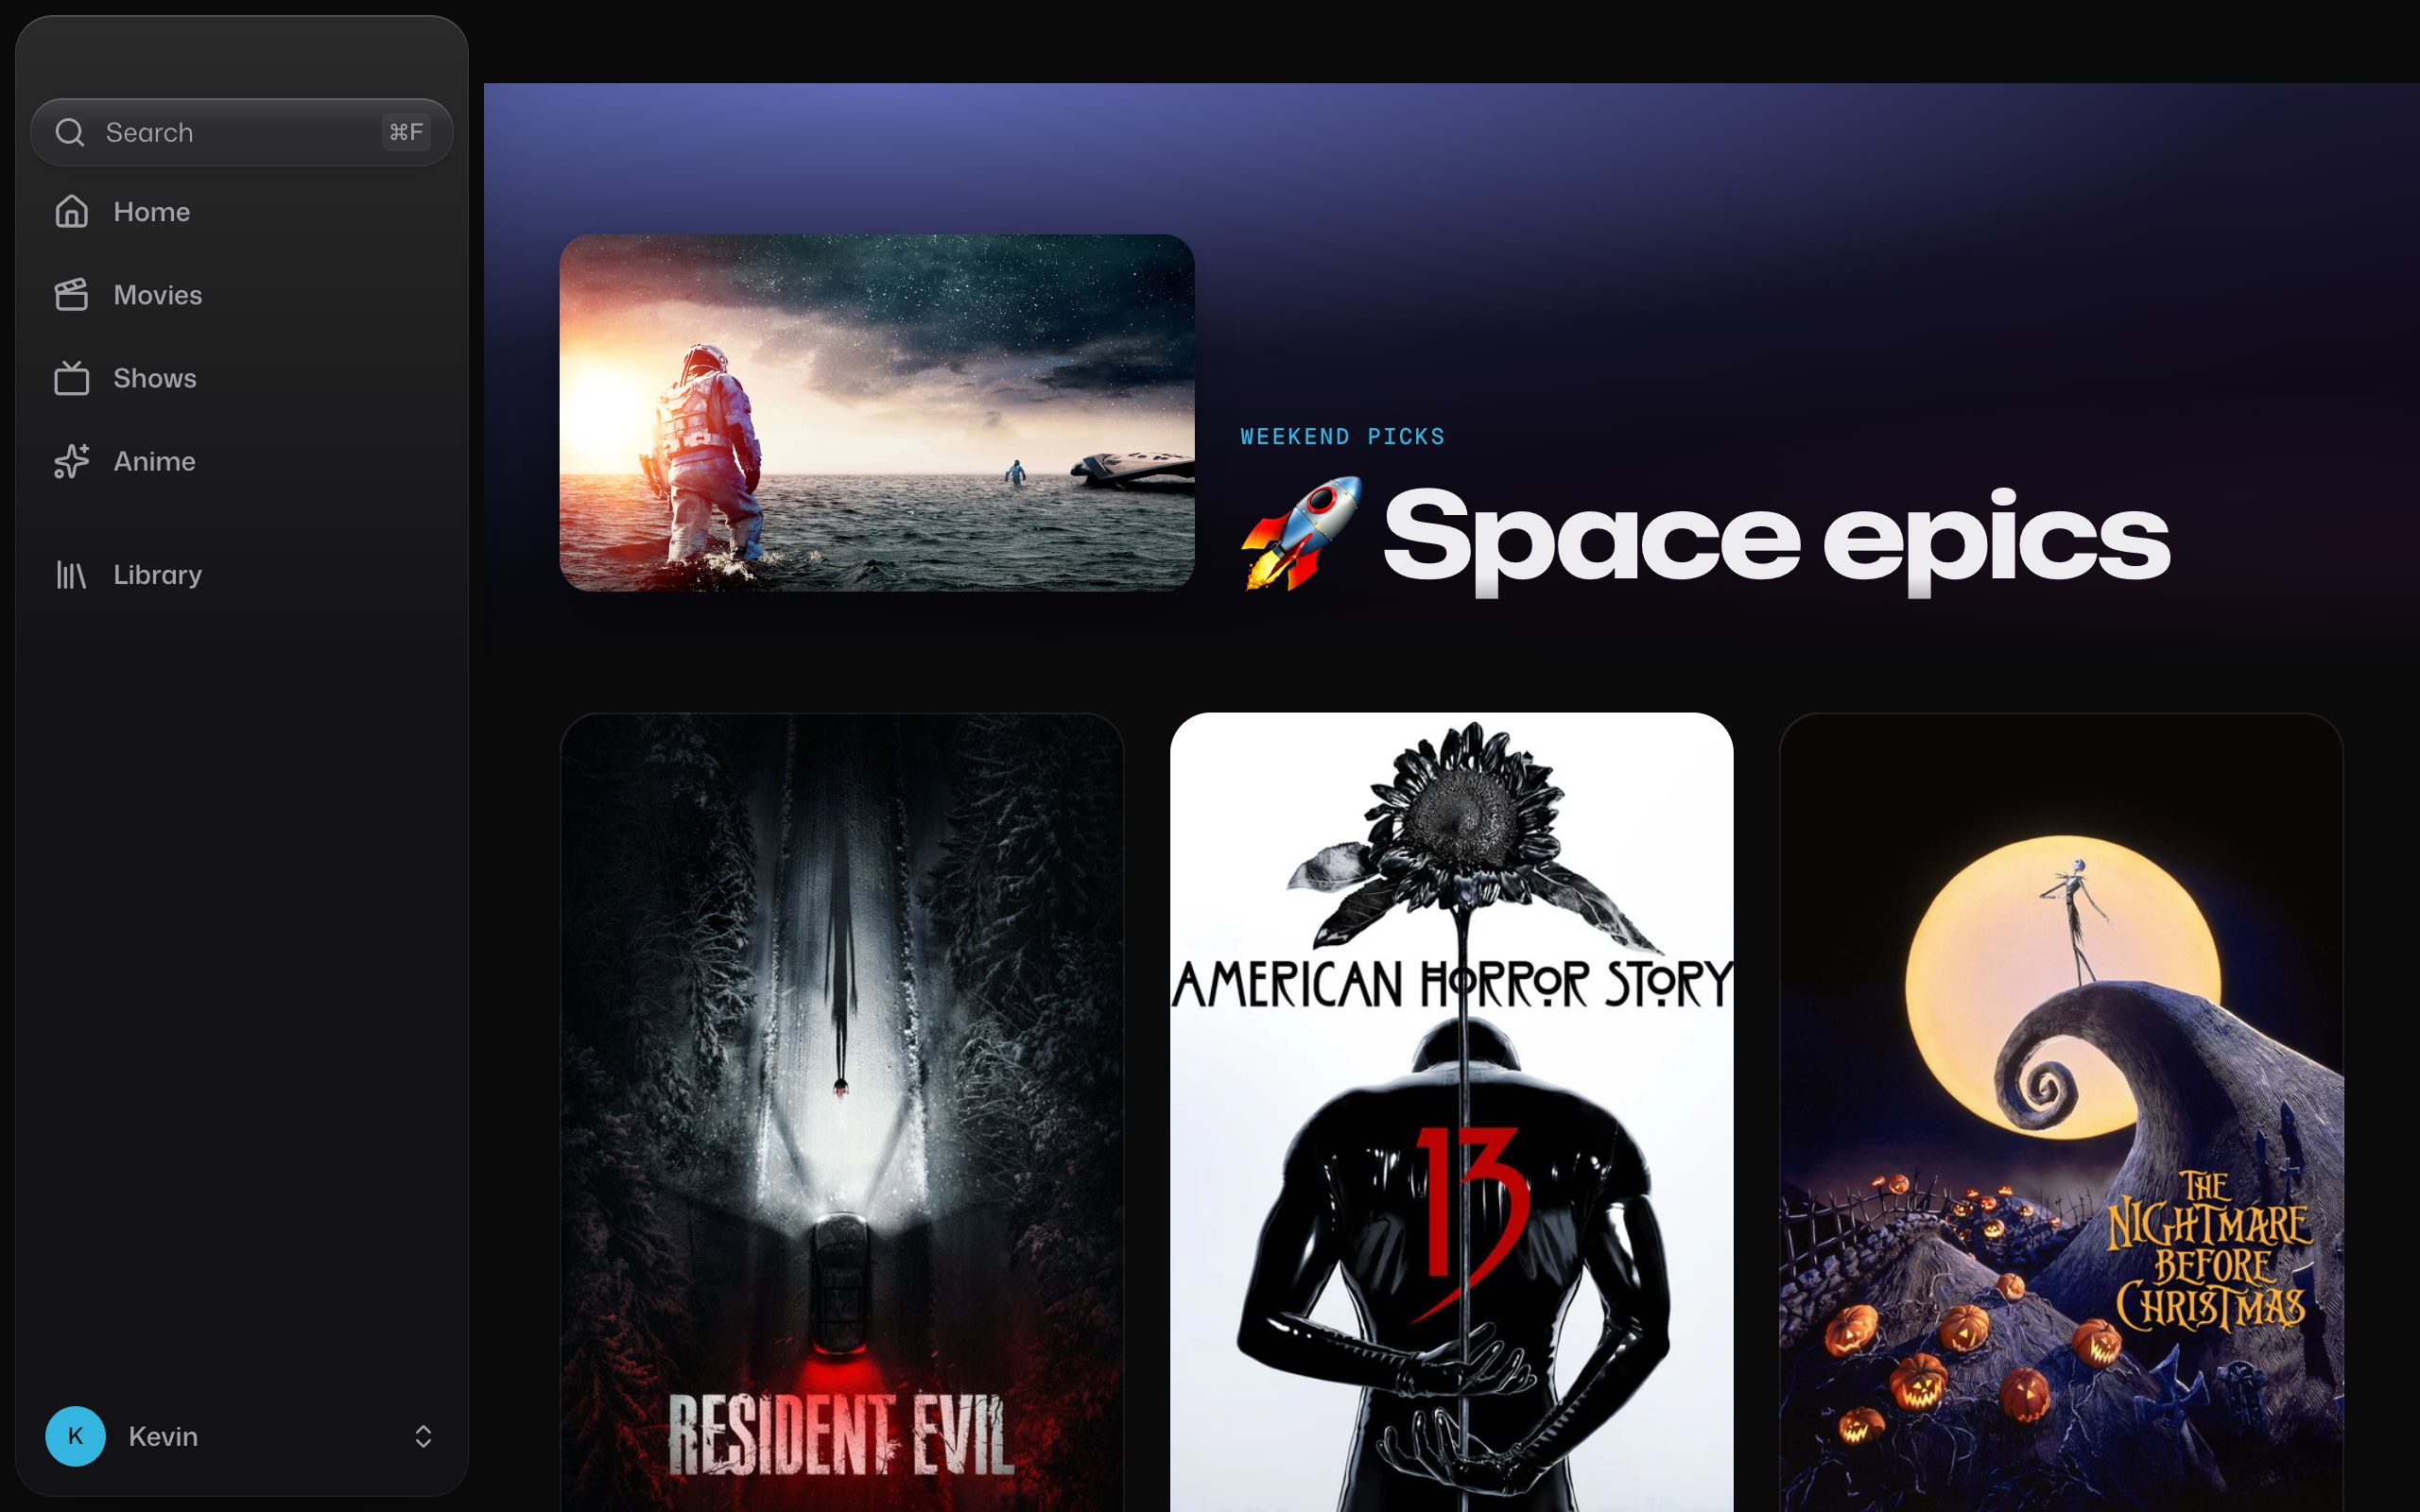 Search
⌘F
Home
Movies
Shows
Anime
Library
WEEKEND PICKS
🚀 Space epics
RESIDENT EVIL
AMERICAN HORROR STORY
13
THE
NIGHTMARE
BEFORE
CHRISTMAS
K
Kevin